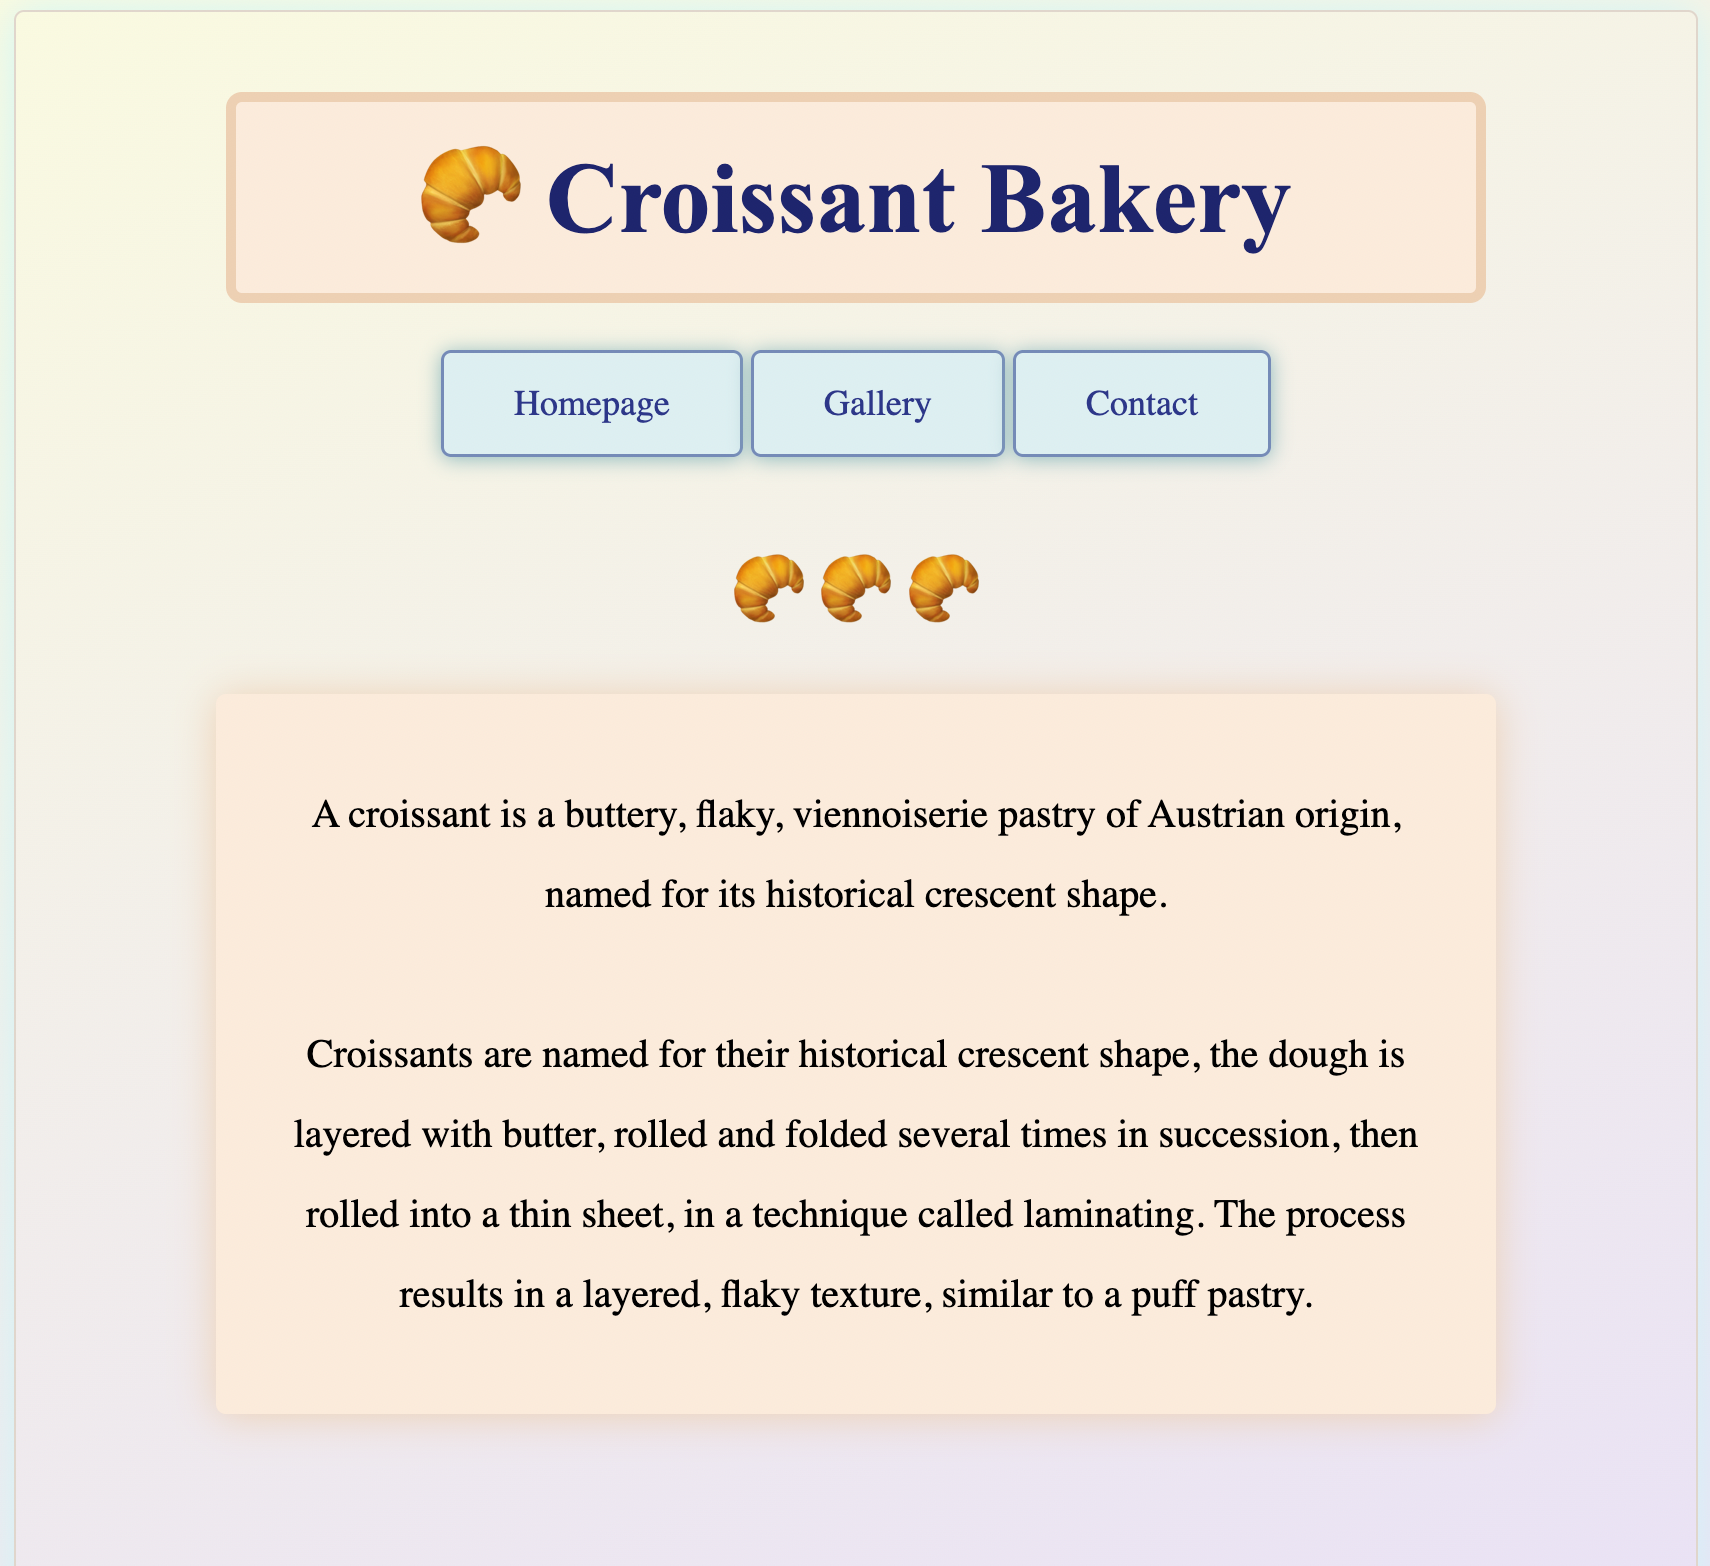 Croissant Bakery
Homepage Gallery Contact
A croissant is a buttery, flaky, viennoiserie pastry of Austrian origin,
named for its historical crescent shape.
Croissants are named for their historical crescent shape, the dough is
layered with butter, rolled and folded several times in succession, then
rolled into a thin sheet, in a technique called laminating. The process
results in a layered, flaky texture, similar to a puff pastry.